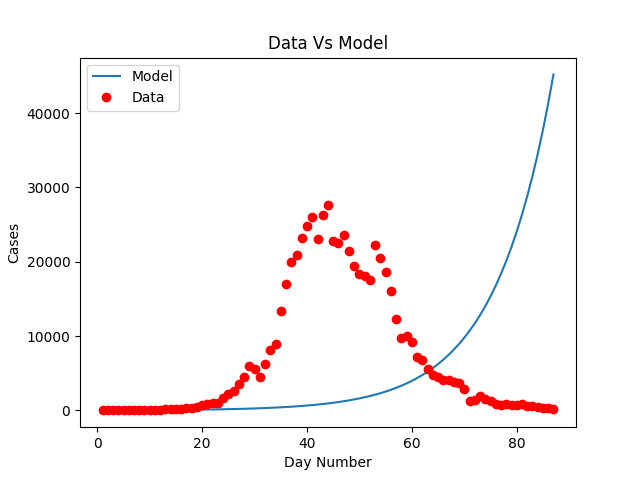 Data Vs Model
Model
Data
40000
30000
20000
10000
0
Cases
0 20 40 60 80
Day Number